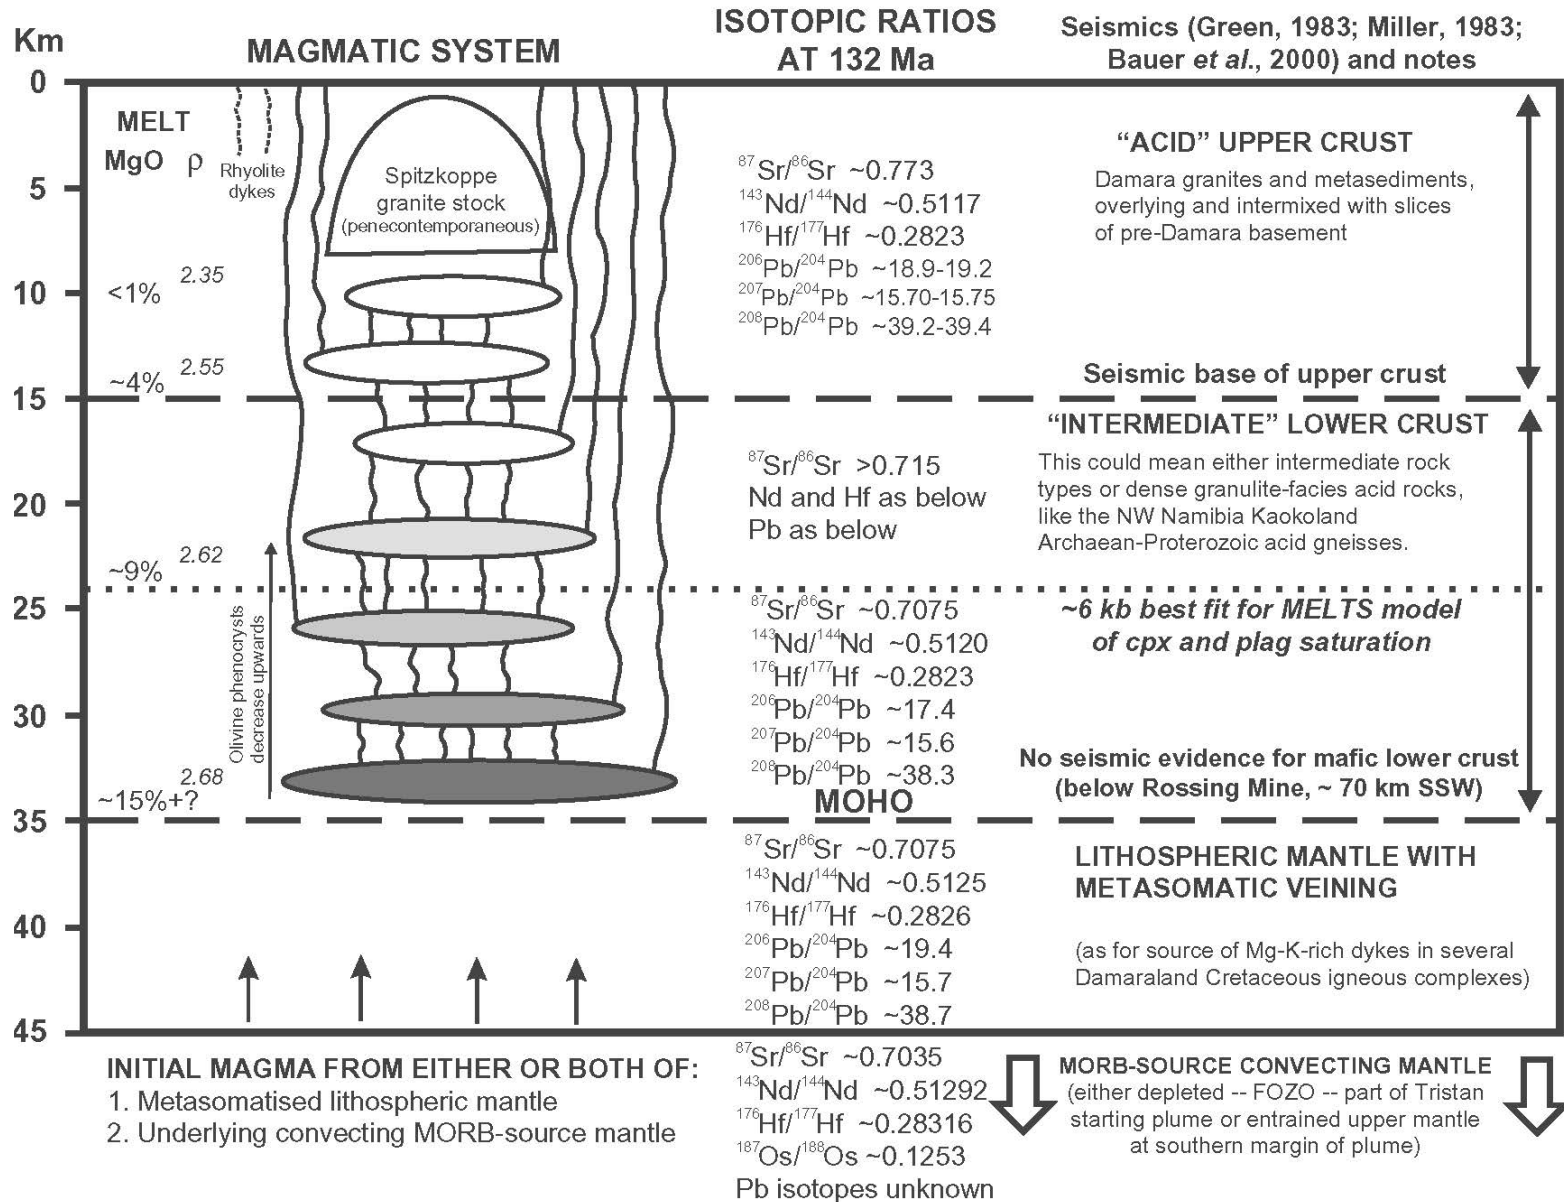 Km
MAGMATIC SYSTEM
ISOTOPIC RATIOS
AT 132 Ma
Seismics (Green, 1983; Miller, 1983;
Bauer et al., 2000) and notes
0
5
10
15
20
25
30
35
40
45
MELT
MgO ρ
Rhyolite
dykes
Spitzkoppe
granite stock
(penecontemporaneous)
<1% 2.35
~4% 2.55
~9% 2.62
~15%+? 2.68
Olivine phenocrysts
decrease upwards
⁸⁷Sr/⁸⁶Sr ~0.773
¹⁴³Nd/¹⁴⁴Nd ~0.5117
¹⁷⁶Hf/¹⁷⁷Hf ~0.2823
²⁰⁶Pb/²⁰⁴Pb ~18.9-19.2
²⁰⁷Pb/²⁰⁴Pb ~15.70-15.75
²⁰⁸Pb/²⁰⁴Pb ~39.2-39.4
“ACID” UPPER CRUST
Damara granites and metasediments,
overlying and intermixed with slices
of pre-Damara basement
Seismic base of upper crust
⁸⁷Sr/⁸⁶Sr >0.715
Nd and Hf as below
Pb as below
“INTERMEDIATE” LOWER CRUST
This could mean either intermediate rock
types or dense granulite-facies acid rocks,
like the NW Namibia Kaokoland
Archaean-Proterozoic acid gneisses.
⁸⁷Sr/⁸⁶Sr ~0.7075
¹⁴³Nd/¹⁴⁴Nd ~0.5120
¹⁷⁶Hf/¹⁷⁷Hf ~0.2823
²⁰⁶Pb/²⁰⁴Pb ~17.4
²⁰⁷Pb/²⁰⁴Pb ~15.6
²⁰⁸Pb/²⁰⁴Pb ~38.3
~6 kb best fit for MELTS model
of cpx and plag saturation
No seismic evidence for mafic lower crust
(below Rossing Mine, ~ 70 km SSW)
MOHO
⁸⁷Sr/⁸⁶Sr ~0.7075
¹⁴³Nd/¹⁴⁴Nd ~0.5125
¹⁷⁶Hf/¹⁷⁷Hf ~0.2826
²⁰⁶Pb/²⁰⁴Pb ~19.4
²⁰⁷Pb/²⁰⁴Pb ~15.7
²⁰⁸Pb/²⁰⁴Pb ~38.7
LITHOSPHERIC MANTLE WITH
METASOMATIC VEINING
(as for source of Mg-K-rich dykes in several
Damaraland Cretaceous igneous complexes)
INITIAL MAGMA FROM EITHER OR BOTH OF:
1. Metasomatised lithospheric mantle
2. Underlying convecting MORB-source mantle
⁸⁷Sr/⁸⁶Sr ~0.7035
¹⁴³Nd/¹⁴⁴Nd ~0.51292
¹⁷⁶Hf/¹⁷⁷Hf ~0.28316
¹⁸⁷Os/¹⁸⁸Os ~0.1253
Pb isotopes unknown
MORB-SOURCE CONVECTING MANTLE
(either depleted -- FOZO -- part of Tristan
starting plume or entrained upper mantle
at southern margin of plume)